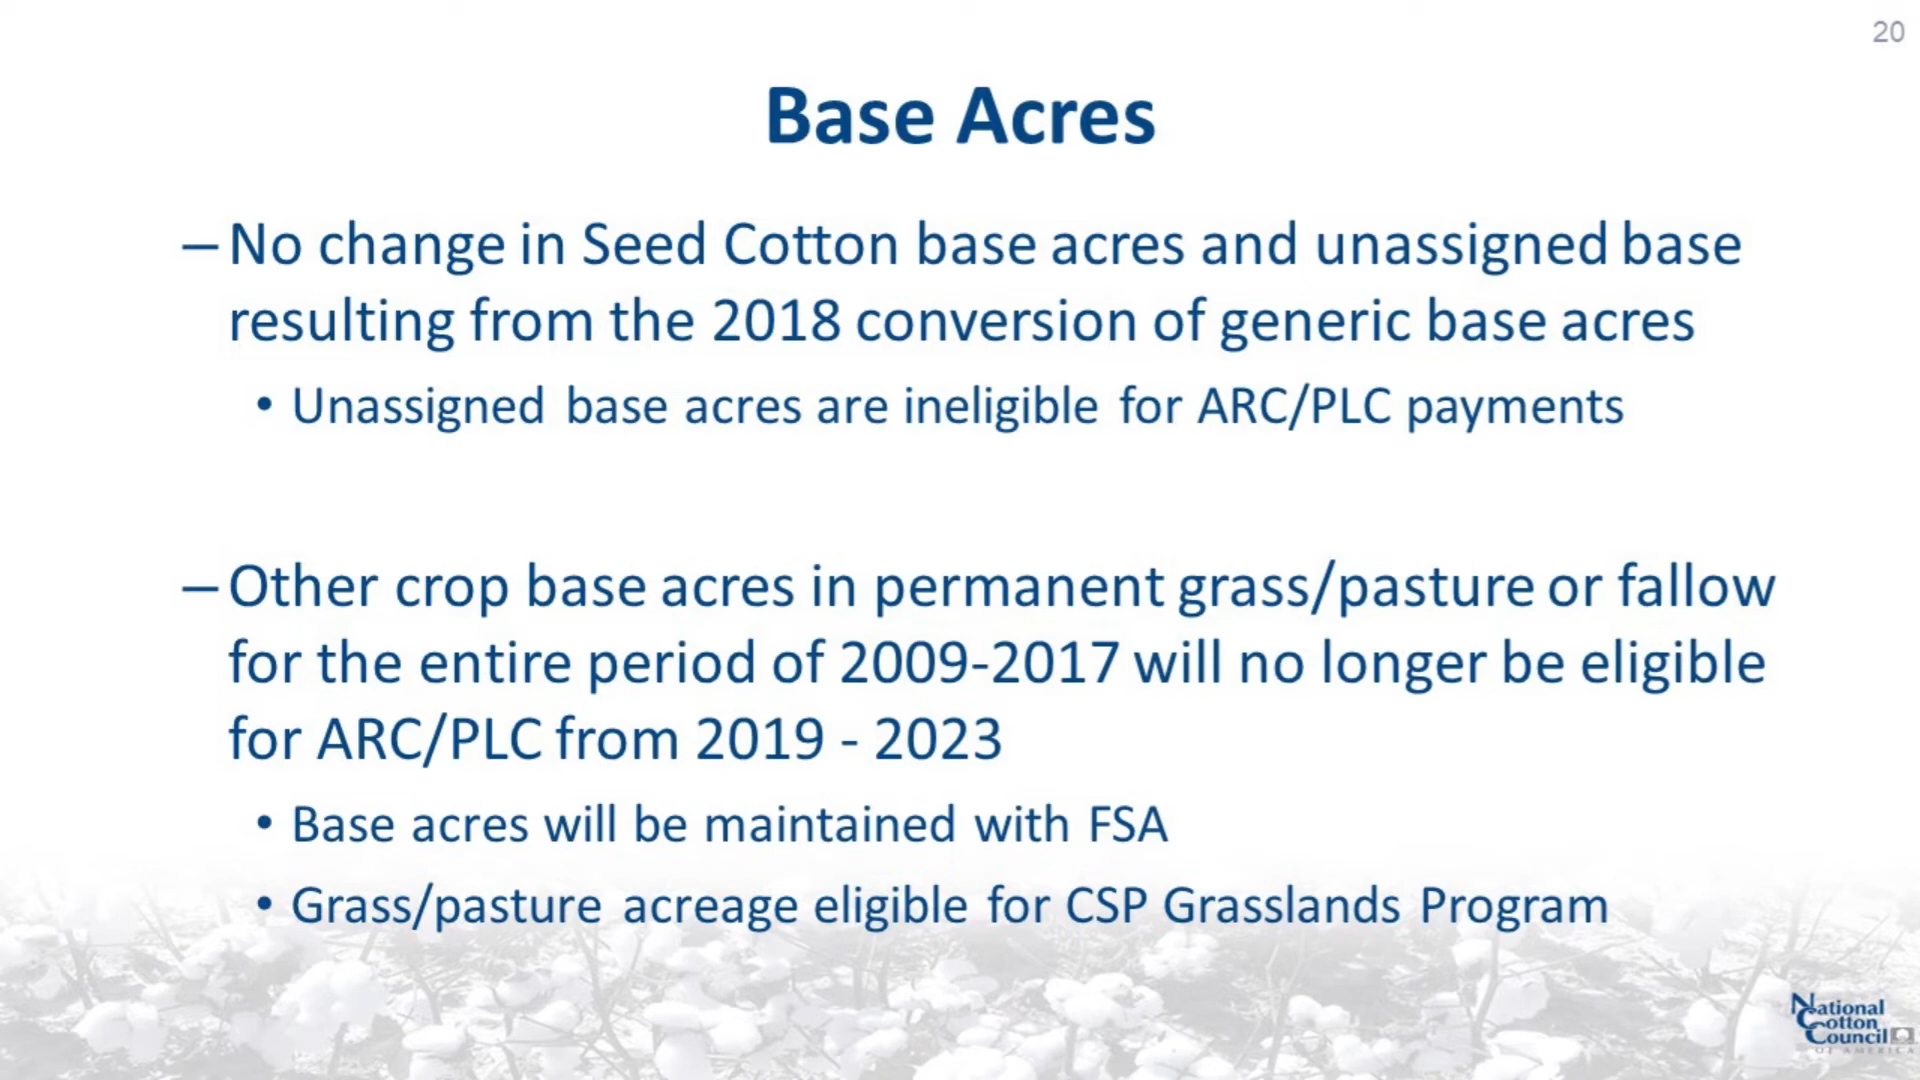 20
Base Acres
– No change in Seed Cotton base acres and unassigned base
resulting from the 2018 conversion of generic base acres
• Unassigned base acres are ineligible for ARC/PLC payments
– Other crop base acres in permanent grass/pasture or fallow
for the entire period of 2009-2017 will no longer be eligible
for ARC/PLC from 2019 - 2023
• Base acres will be maintained with FSA
• Grass/pasture acreage eligible for CSP Grasslands Program
National
Cotton
Council
OF AMERICA